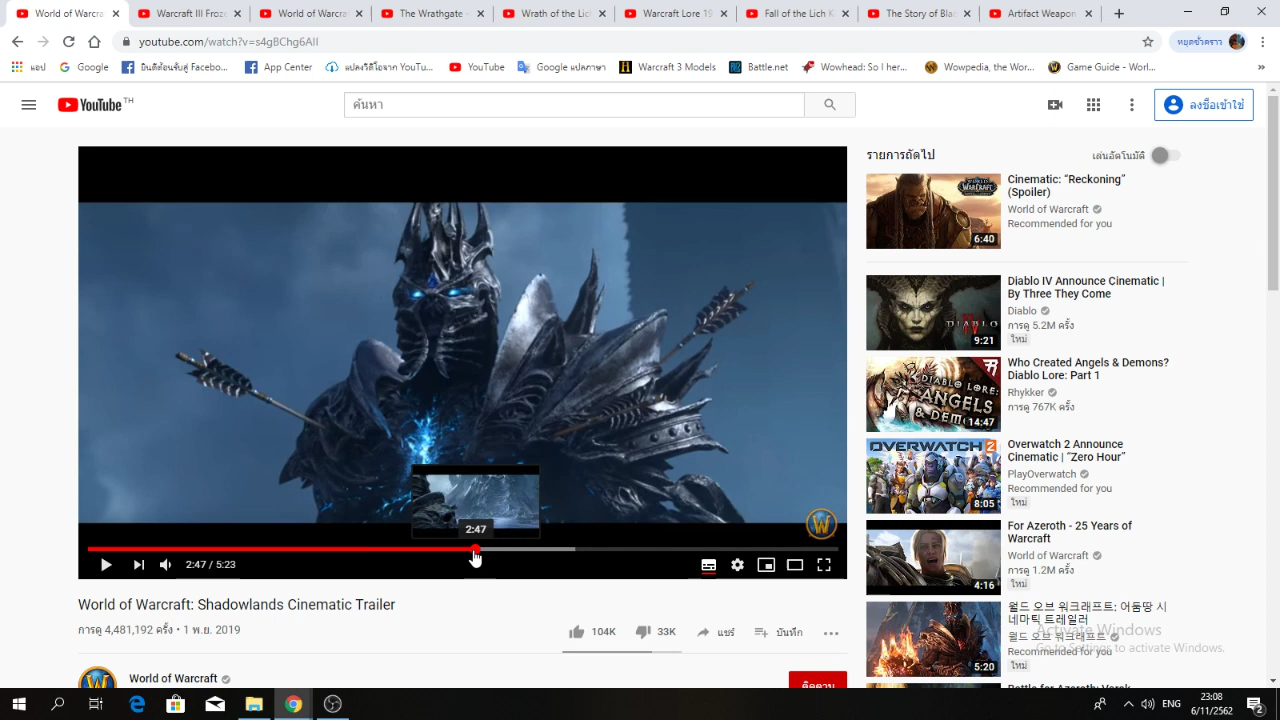 World of Warcra
Warcraft III Froze
World of Warcra
The Wrathgate -
Wrath of the Lic
Warcraft Lore 19
Fall of the Lich K
The Story of Bla
Artifact Weapon
youtube.com/watch?v=s4gBChg6AII
หยุดชั่วคราว
แอป
Google
ยินดีต้อนรับสู่ Facebo...
App Center
แปลงวิดีโอจาก YouTu...
YouTube
Google แปลภาษา
Warcraft 3 Models
Battle.net
Wowhead: So I her...
Wowpedia, the Wor...
Game Guide - Worl...
»
YouTube TH
ค้นหา
ลงชื่อเข้าใช้
รายการถัดไป
เล่นอัตโนมัติ
Cinematic: “Reckoning”
(Spoiler)
World of Warcraft
Recommended for you
6:40
Diablo IV Announce Cinematic |
By Three They Come
Diablo
การดู 5.2M ครั้ง
ใหม่
DIABLO
9:21
Who Created Angels & Demons?
Diablo Lore: Part 1
Rhykker
การดู 767K ครั้ง
DIABLO LORE:
ANGELS
& DEM
14:47
Overwatch 2 Announce
Cinematic | “Zero Hour”
PlayOverwatch
Recommended for you
ใหม่
OVERWATCH 2
8:05
For Azeroth - 25 Years of
Warcraft
World of Warcraft
การดู 1.2M ครั้ง
ใหม่
4:16
월드 오브 워크래프트: 어둠땅 시
네마틱 트레일러
월드 오브 워크래프트
Recommended for you
ใหม่
5:20
Activate Windows
Go to Settings to activate Windows.
2:47
2:47 / 5:23
World of Warcraft: Shadowlands Cinematic Trailer
การดู 4,481,192 ครั้ง • 1 พ.ย. 2019
104K
33K
แชร์
บันทึก
World of Warcraft
ติดตาม
ENG
23:08
6/11/2562
2